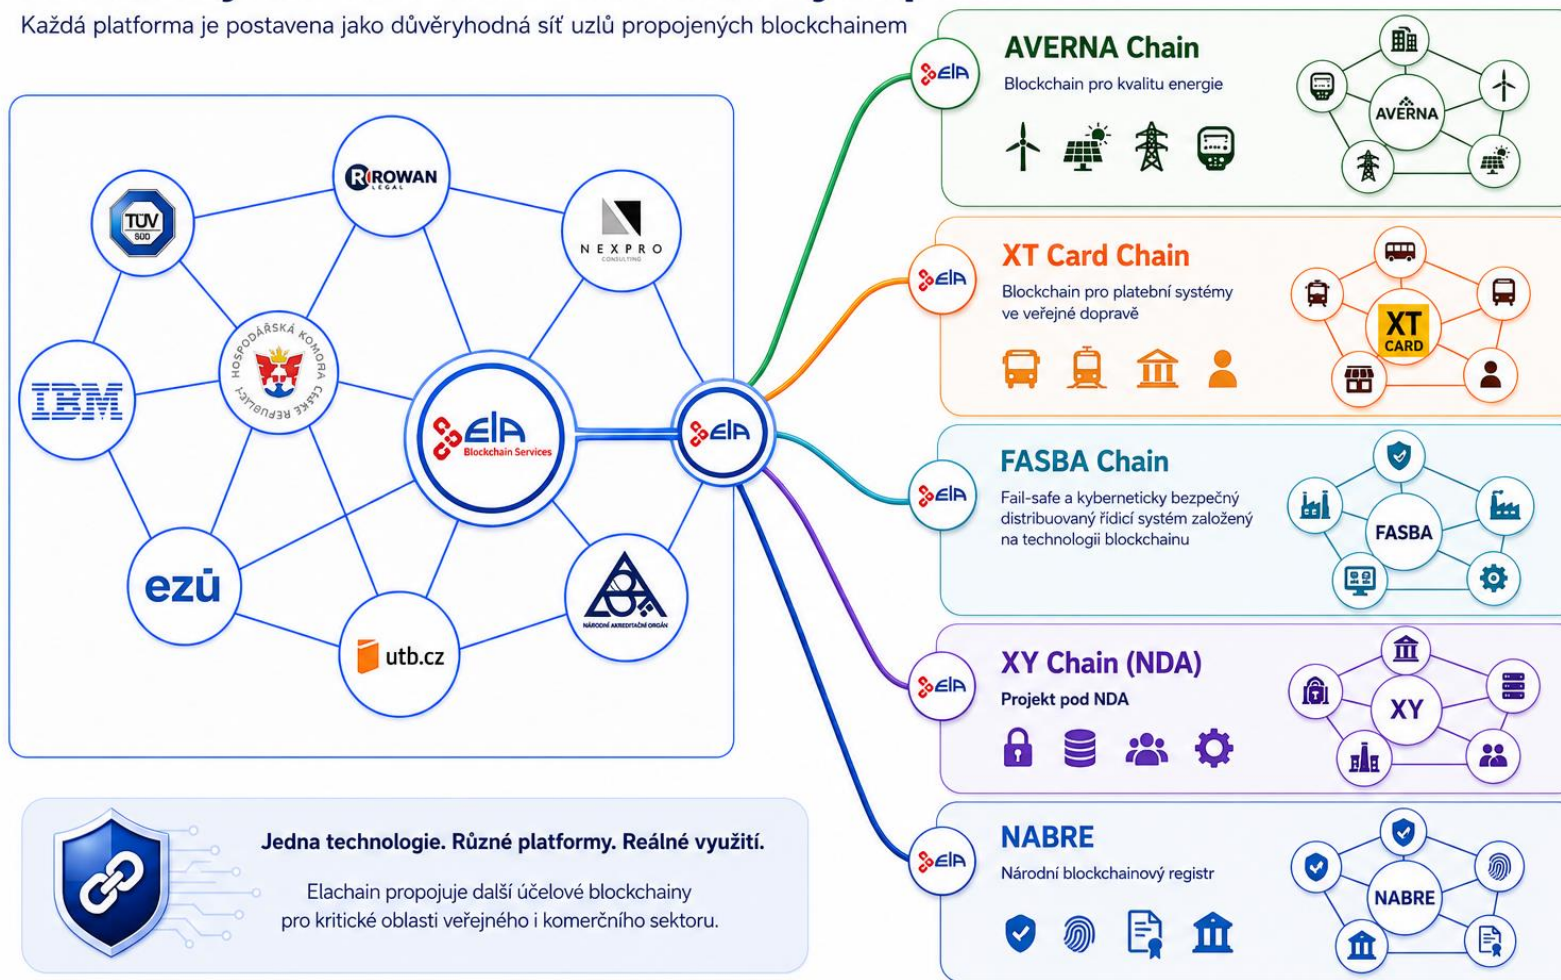 Každá platforma je postavena jako důvěryhodná síť uzlů propojených blockchainem
ROWAN
LEGAL
TÜV
SÜD
NEXPRO
CONSULTING
HOSPODÁŘSKÁ KOMORA ČESKÉ REPUBLIKY
IBM
ElA
Blockchain Services
ElA
ezú
utb.cz
NÁRODNÍ AKREDITAČNÍ ORGÁN
Jedna technologie. Různé platformy. Reálné využití.
Elachain propojuje další účelové blockchainy
pro kritické oblasti veřejného i komerčního sektoru.
ElA
AVERNA Chain
Blockchain pro kvalitu energie
AVERNA
ElA
XT Card Chain
Blockchain pro platební systémy
ve veřejné dopravě
XT
CARD
ElA
FASBA Chain
Fail-safe a kyberneticky bezpečný
distribuovaný řídicí systém založený
na technologii blockchainu
FASBA
ElA
XY Chain (NDA)
Projekt pod NDA
XY
ElA
NABRE
Národní blockchainový registr
NABRE